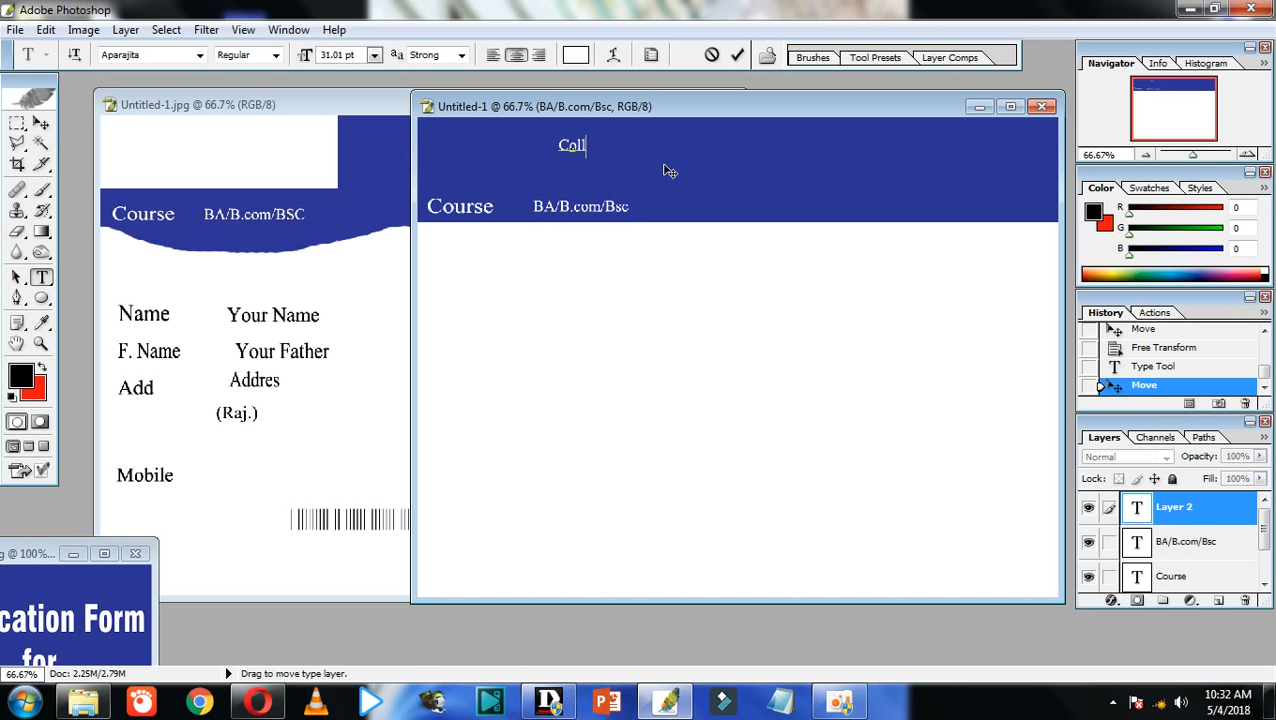 Adobe Photoshop
File Edit Image Layer Select Filter View Window Help
Aparajita Regular 31.01 pt Strong
Brushes Tool Presets Layer Comps
Untitled-1.jpg @ 66.7% (RGB/8)
Untitled-1 @ 66.7% (BA/B.com/Bsc, RGB/8)
Coll
Course BA/B.com/BSC
Course BA/B.com/Bsc
Name Your Name
F. Name Your Father
Add Addres
(Raj.)
Mobile
g @ 100%...
cation Form
for
Navigator Info Histogram
66.67%
Color Swatches Styles
R 0
G 0
B 0
History Actions
Move
Free Transform
Type Tool
Move
Layers Channels Paths
Normal Opacity: 100%
Lock: Fill: 100%
T Layer 2
T BA/B.com/Bsc
T Course
66.67% Doc: 2.25M/2.79M Drag to move type layer.
10:32 AM
5/4/2018